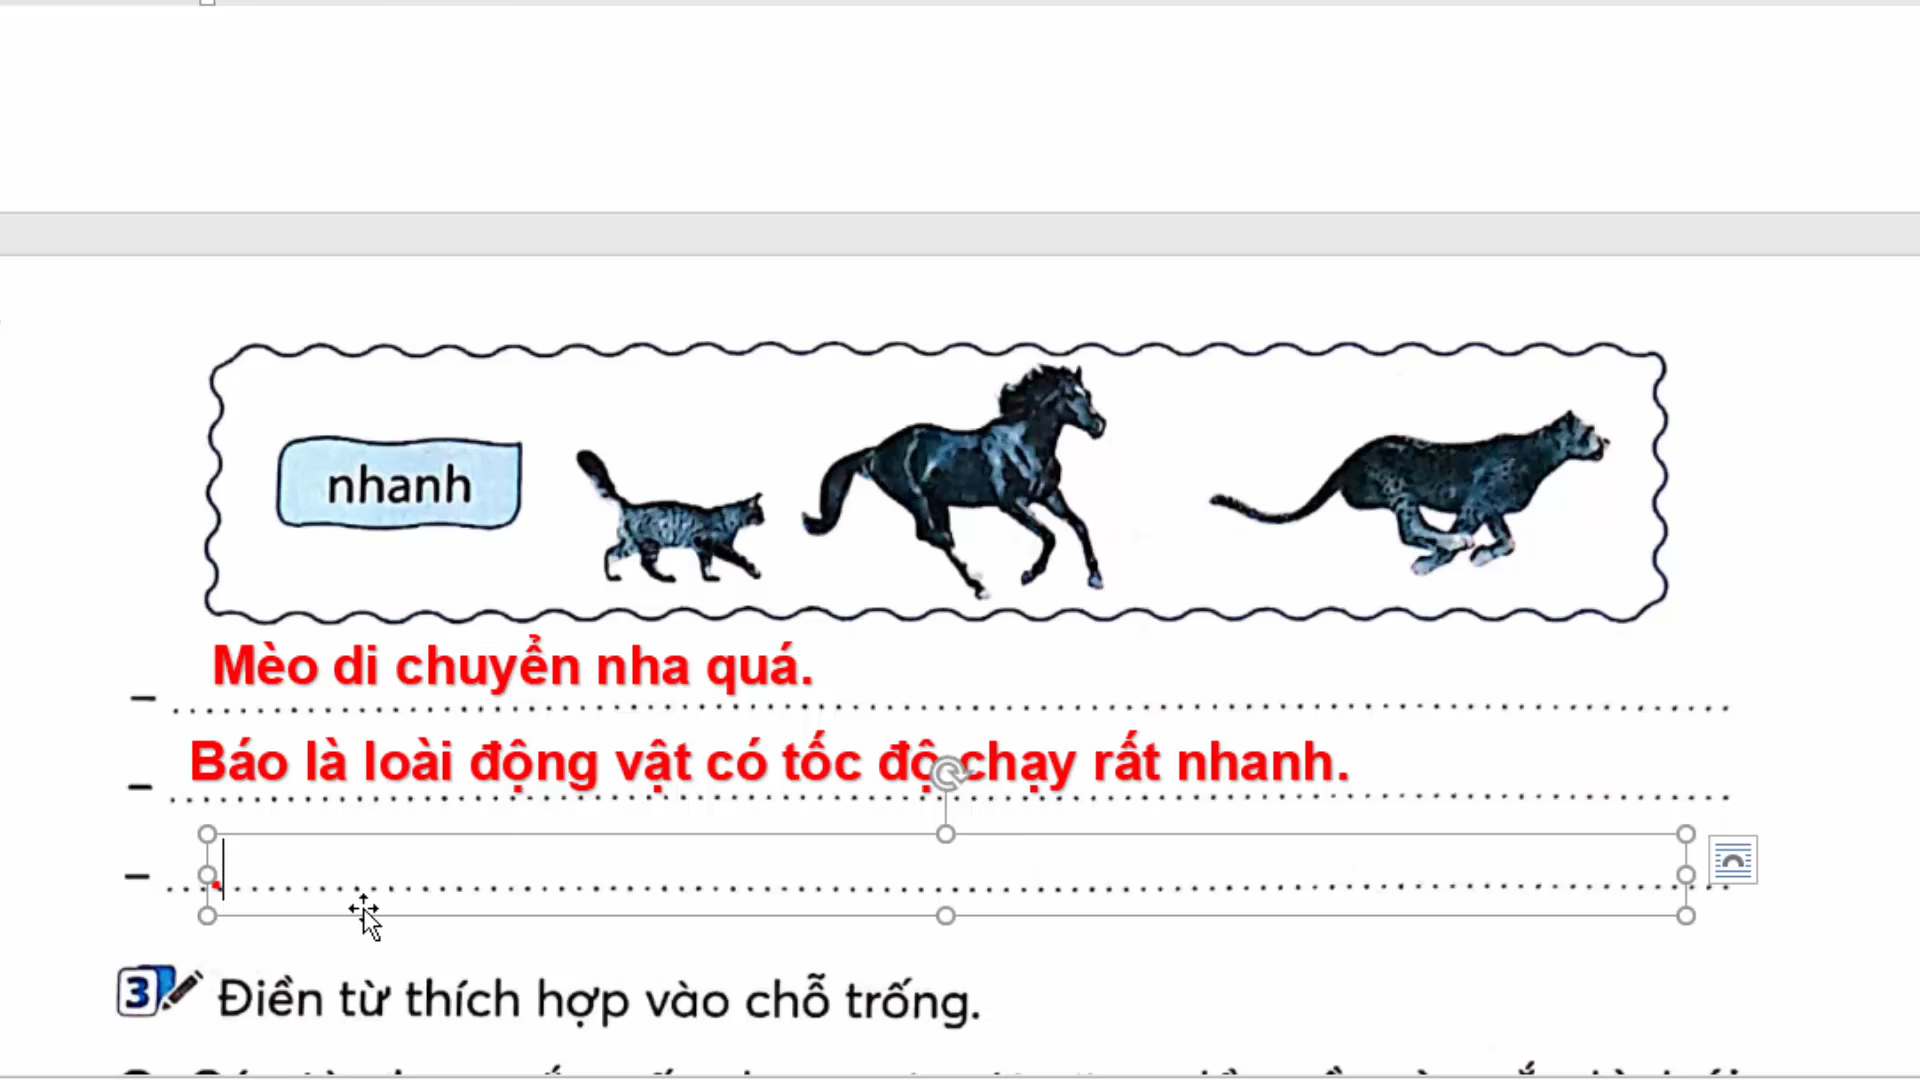 nhanh
Mèo di chuyển nha quá.
–
Báo là loài động vật có tốc độ chạy rất nhanh.
–
–
3 Điền từ thích hợp vào chỗ trống.